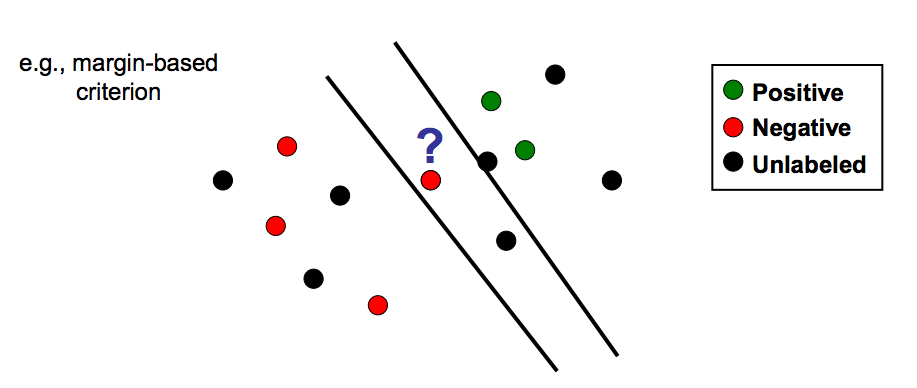 e.g., margin-based
criterion
?
Positive
Negative
Unlabeled